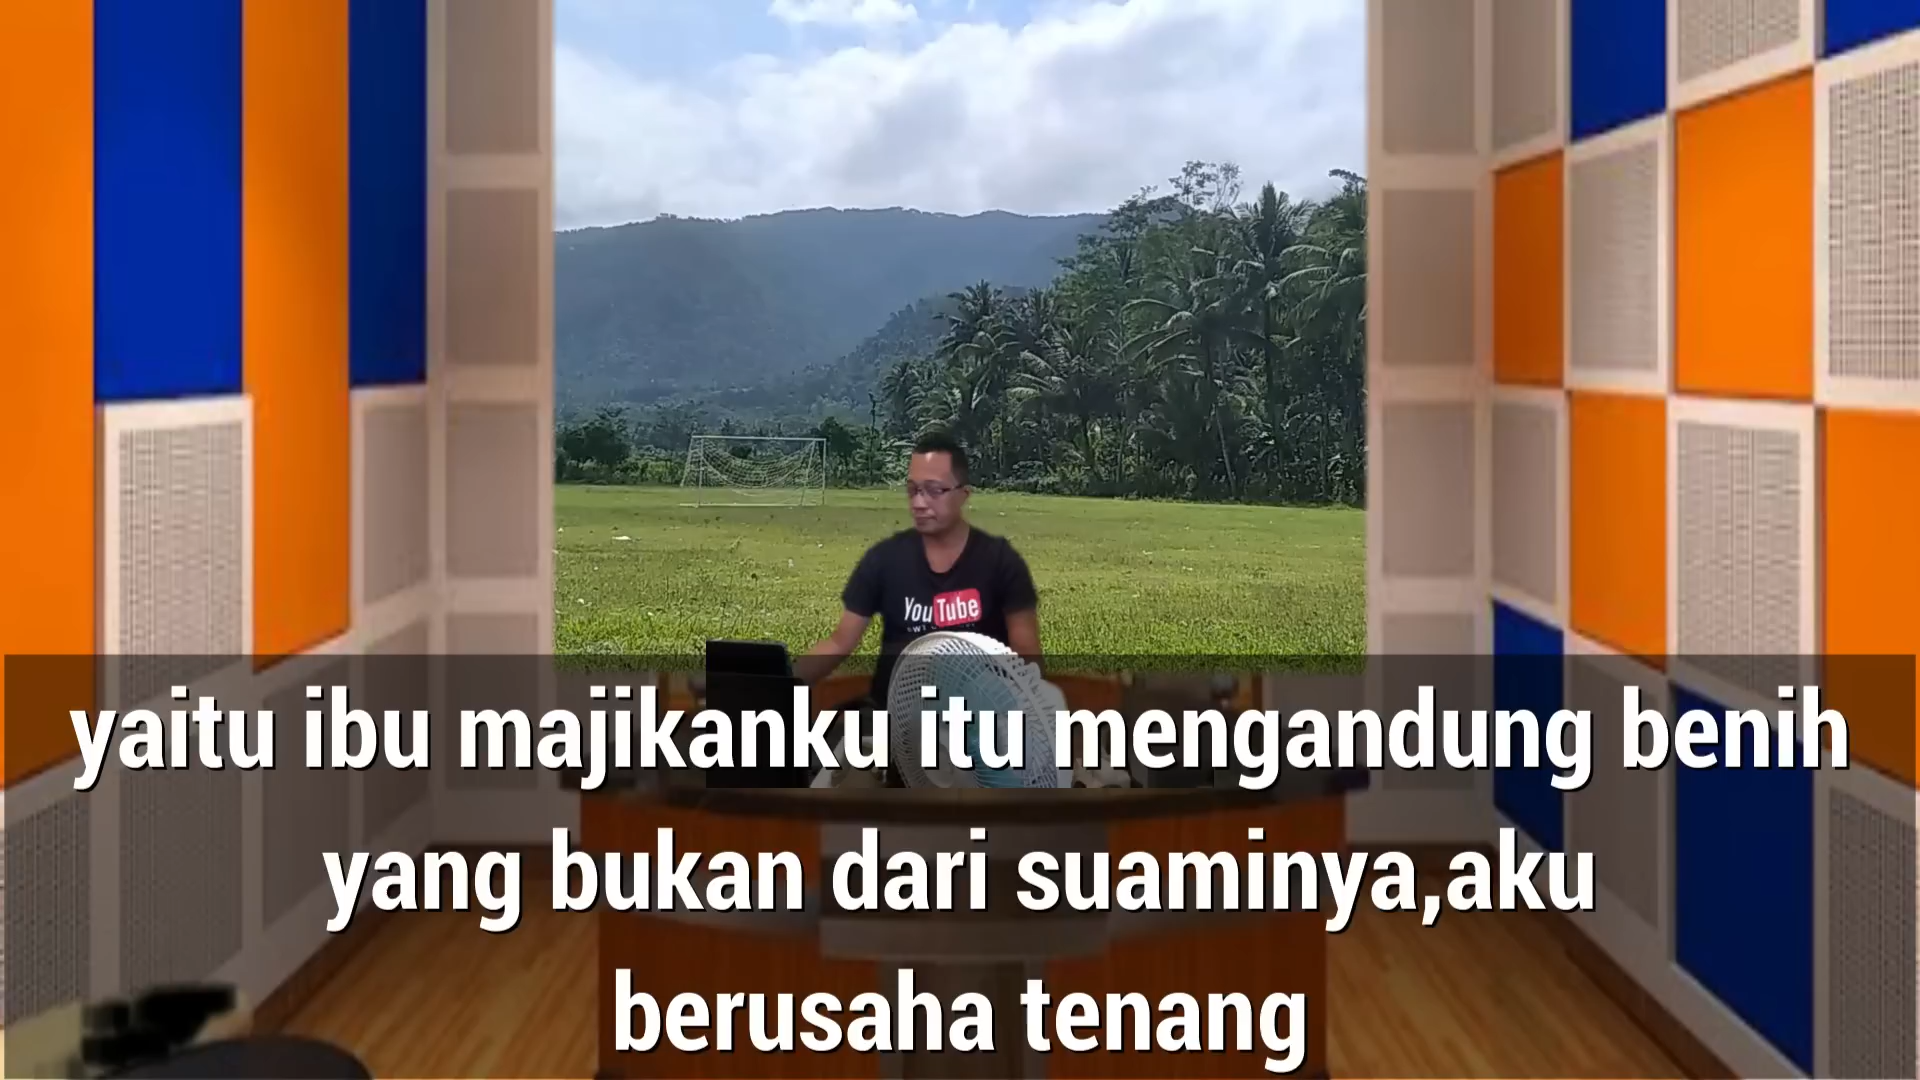 YouTube
yaitu ibu majikanku itu mengandung benih
yang bukan dari suaminya,aku
berusaha tenang